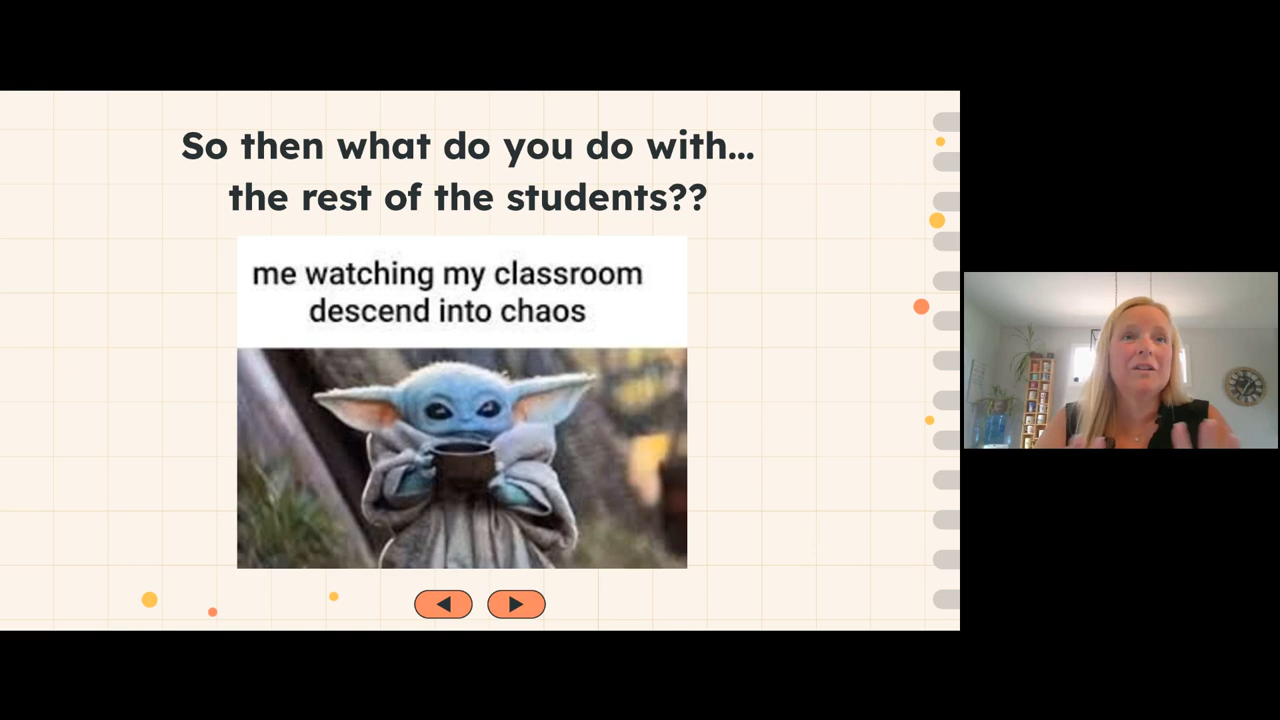 So then what do you do with...
the rest of the students??
me watching my classroom
descend into chaos